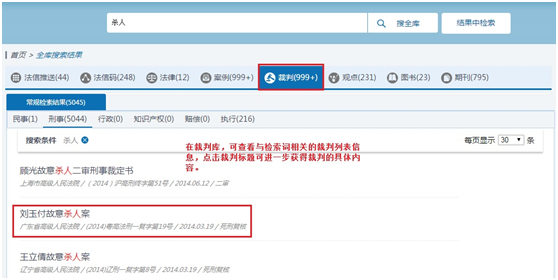 杀人 搜全库 结果中检索
首页 > 全库搜索结果
法信推送(44) 法信码(248) 法律(12) 案例(999+) 裁判(999+) 观点(231) 图书(23) 期刊(795)
常规检索结果(5045)
民事(1) 刑事(5044) 行政(0) 知识产权(0) 赔偿(0) 执行(216)
搜索条件 杀人 每页显示 30 条
在裁判库，可查看与检索词相关的裁判列表信
息，点击裁判标题可进一步获得裁判的具体内
容。
顾光故意杀人二审刑事裁定书
上海市高级人民法院 / （2014）沪高刑终字第51号 / 2014.06.12 / 二审
刘玉付故意杀人案
广东省高级人民法院 / (2014)粤高法刑一复字第19号 / 2014.03.19 / 死刑复核
王立倩故意杀人案
辽宁省高级人民法院 / (2014)辽刑一复字第8号 / 2014.03.19 / 死刑复核